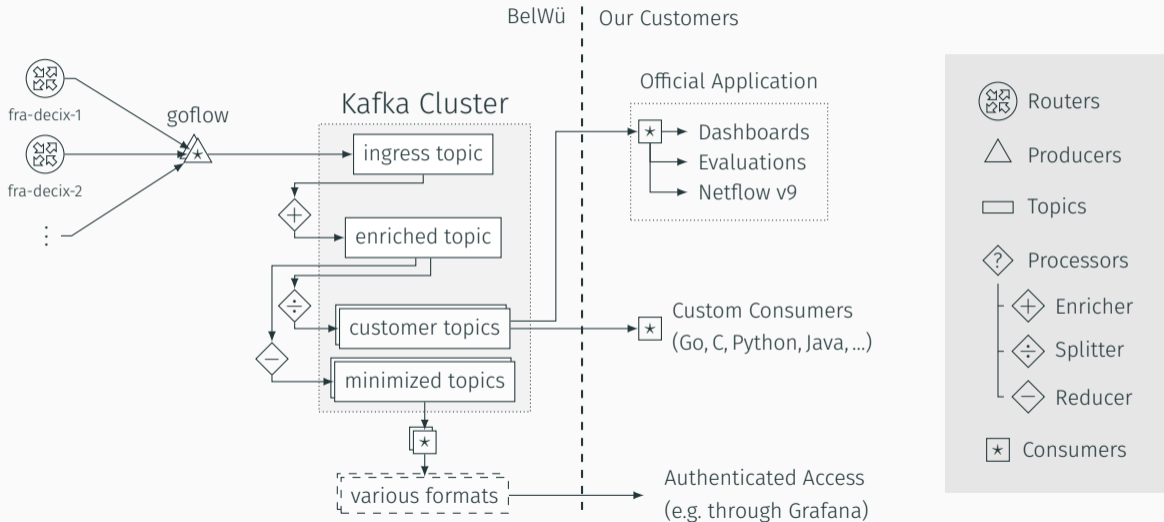 BelWü
Our Customers
fra-decix-1
fra-decix-2
⋮
goflow
Kafka Cluster
ingress topic
+
enriched topic
÷
customer topics
−
minimized topics
various formats
Official Application
Dashboards
Evaluations
Netflow v9
Custom Consumers
(Go, C, Python, Java, ...)
Authenticated Access
(e.g. through Grafana)
Routers
Producers
Topics
? Processors
+ Enricher
÷ Splitter
− Reducer
Consumers